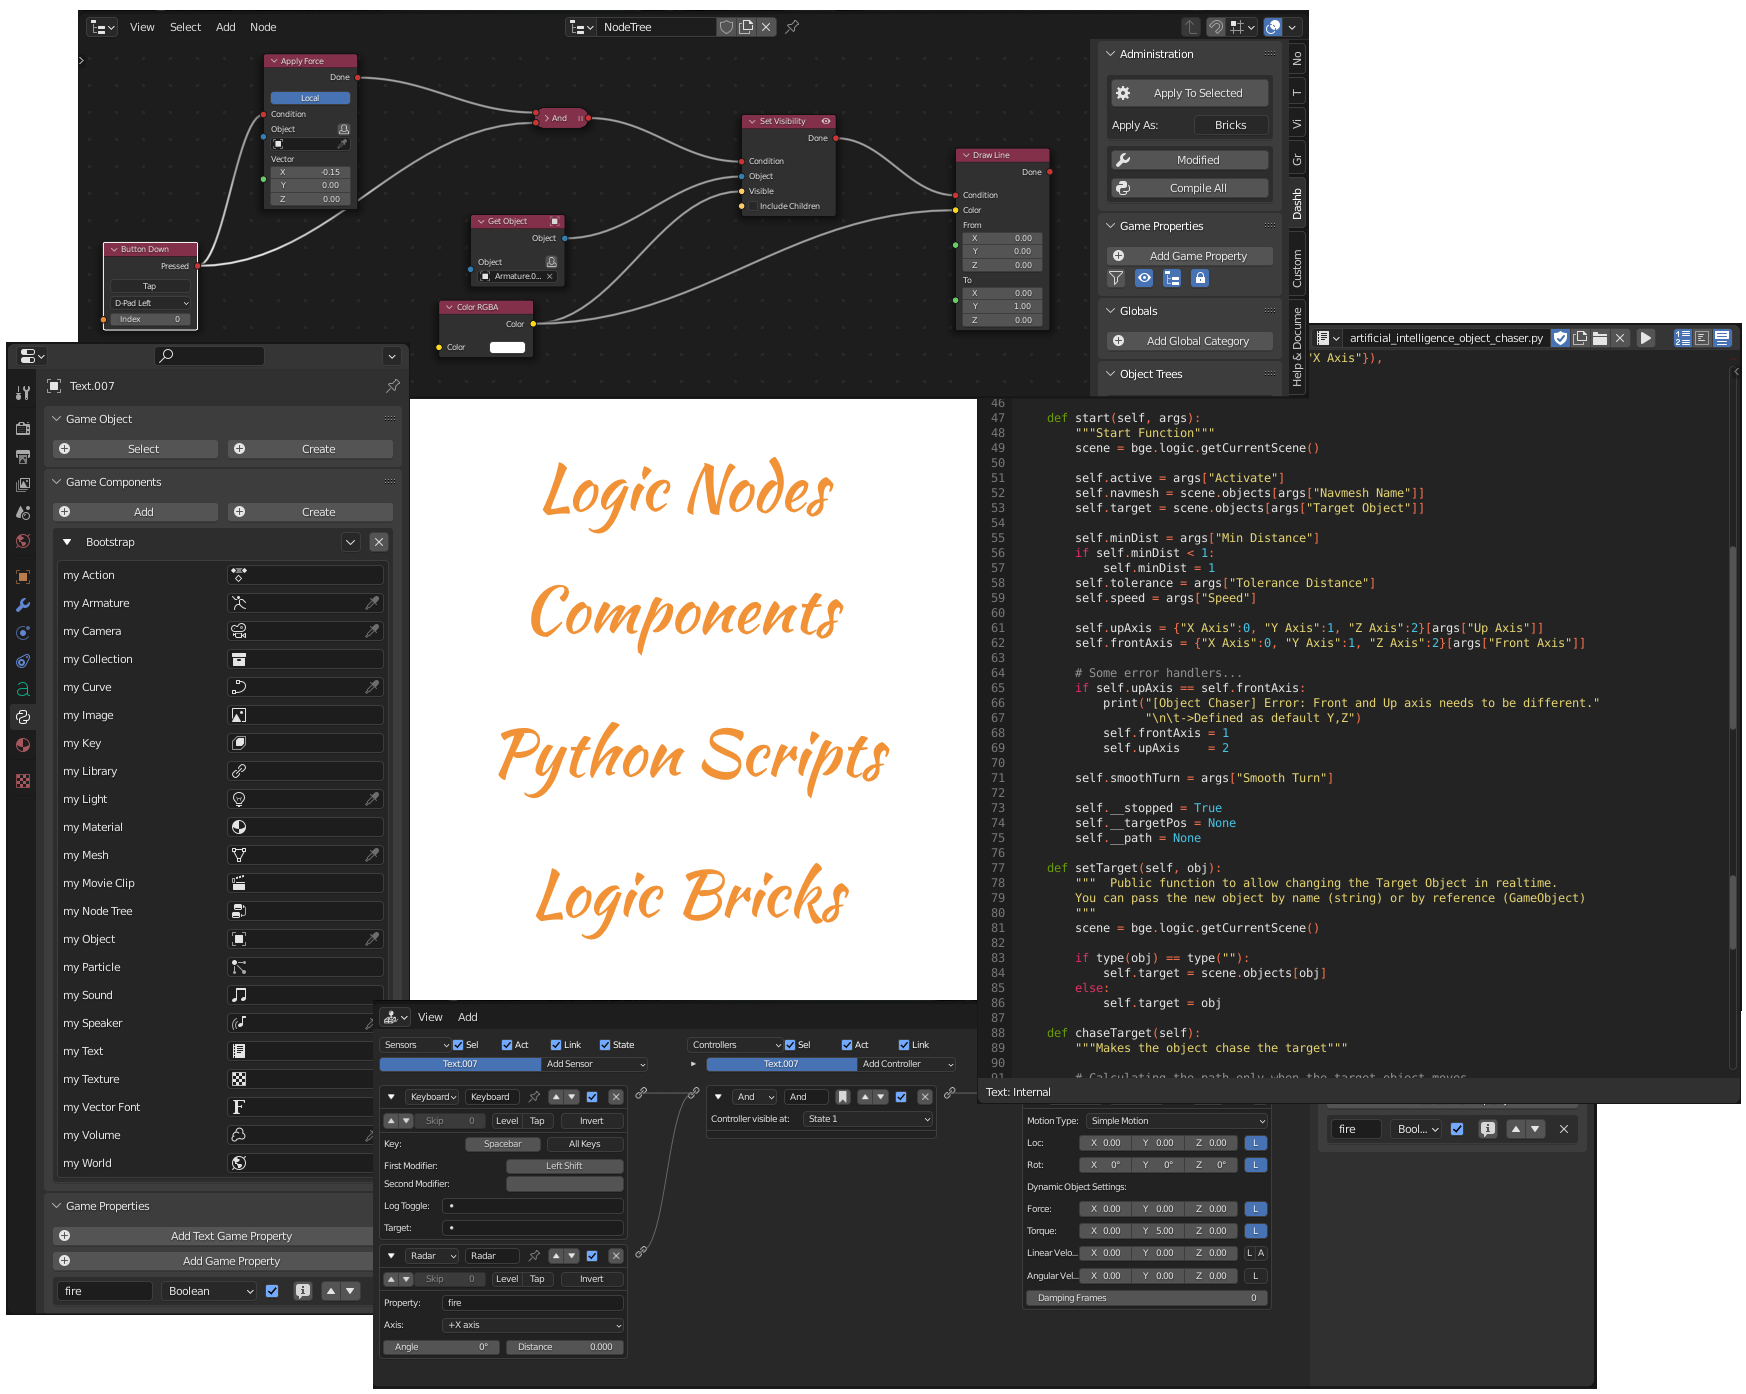 View Select Add Node NodeTree
Apply Force
Done
Local
Condition
Object
Vector
X -0.15
Y 0.00
Z 0.00
Button Down
Pressed
Tap
D-Pad Left
Index 0
And
Get Object
Object
Object
Armature.0...
Color RGBA
Color
Color
Set Visibility
Done
Condition
Object
Visible
Include Children
Draw Line
Done
Condition
Color
From
X 0.00
Y 0.00
Z 0.00
To
X 0.00
Y 1.00
Z 0.00
Administration
Apply To Selected
Apply As: Bricks
Modified
Compile All
Game Properties
Add Game Property
Globals
Add Global Category
Object Trees
No
T
Vi
Gr
Dashb
Custom
Help & Docume
Text.007
Game Object
Select Create
Game Components
Add Create
Bootstrap
my Action
my Armature
my Camera
my Collection
my Curve
my Image
my Key
my Library
my Light
my Material
my Mesh
my Movie Clip
my Node Tree
my Object
my Particle
my Sound
my Speaker
my Text
my Texture
my Vector Font
my Volume
my World
Game Properties
Add Text Game Property
Add Game Property
fire Boolean
Logic Nodes
Components
Python Scripts
Logic Bricks
artificial_intelligence_object_chaser.py
'X Axis"}),
46
47 def start(self, args):
48 """Start Function"""
49 scene = bge.logic.getCurrentScene()
50
51 self.active = args["Activate"]
52 self.navmesh = scene.objects[args["Navmesh Name"]]
53 self.target = scene.objects[args["Target Object"]]
54
55 self.minDist = args["Min Distance"]
56 if self.minDist < 1:
57 self.minDist = 1
58 self.tolerance = args["Tolerance Distance"]
59 self.speed = args["Speed"]
60
61 self.upAxis = {"X Axis":0, "Y Axis":1, "Z Axis":2}[args["Up Axis"]]
62 self.frontAxis = {"X Axis":0, "Y Axis":1, "Z Axis":2}[args["Front Axis"]]
63
64 # Some error handlers...
65 if self.upAxis == self.frontAxis:
66 print("[Object Chaser] Error: Front and Up axis needs to be different."
67 "\n\t->Defined as default Y,Z")
68 self.frontAxis = 1
69 self.upAxis = 2
70
71 self.smoothTurn = args["Smooth Turn"]
72
73 self.__stopped = True
74 self.__targetPos = None
75 self.__path = None
76
77 def setTarget(self, obj):
78 """ Public function to allow changing the Target Object in realtime.
79 You can pass the new object by name (string) or by reference (GameObject)
80 """
81 scene = bge.logic.getCurrentScene()
82
83 if type(obj) == type(""):
84 self.target = scene.objects[obj]
85 else:
86 self.target = obj
87
88 def chaseTarget(self):
89 """Makes the object chase the target"""
90
91 # Calculating the path only when the target object moves
Text: Internal
View Add
Sensors Sel Act Link State
Text.007 Add Sensor
Keyboard Keyboard
Skip 0 Level Tap Invert
Key: Spacebar All Keys
First Modifier: Left Shift
Second Modifier:
Log Toggle:
Target:
Radar Radar
Skip 0 Level Tap Invert
Property: fire
Axis: +X axis
Angle 0° Distance 0.000
Controllers Sel Act Link
Text.007 Add Controller
And And
Controller visible at: State 1
Motion Type: Simple Motion
Loc: X 0.00 Y 0.00 Z 0.00 L
Rot: X 0° Y 0° Z 0° L
Dynamic Object Settings:
Force: X 0.00 Y 0.00 Z 0.00 L
Torque: X 0.00 Y 5.00 Z 0.00 L
Linear Velo... X 0.00 Y 0.00 Z 0.00 L A
Angular Vel... X 0.00 Y 0.00 Z 0.00 L
Damping Frames 0
fire Bool...